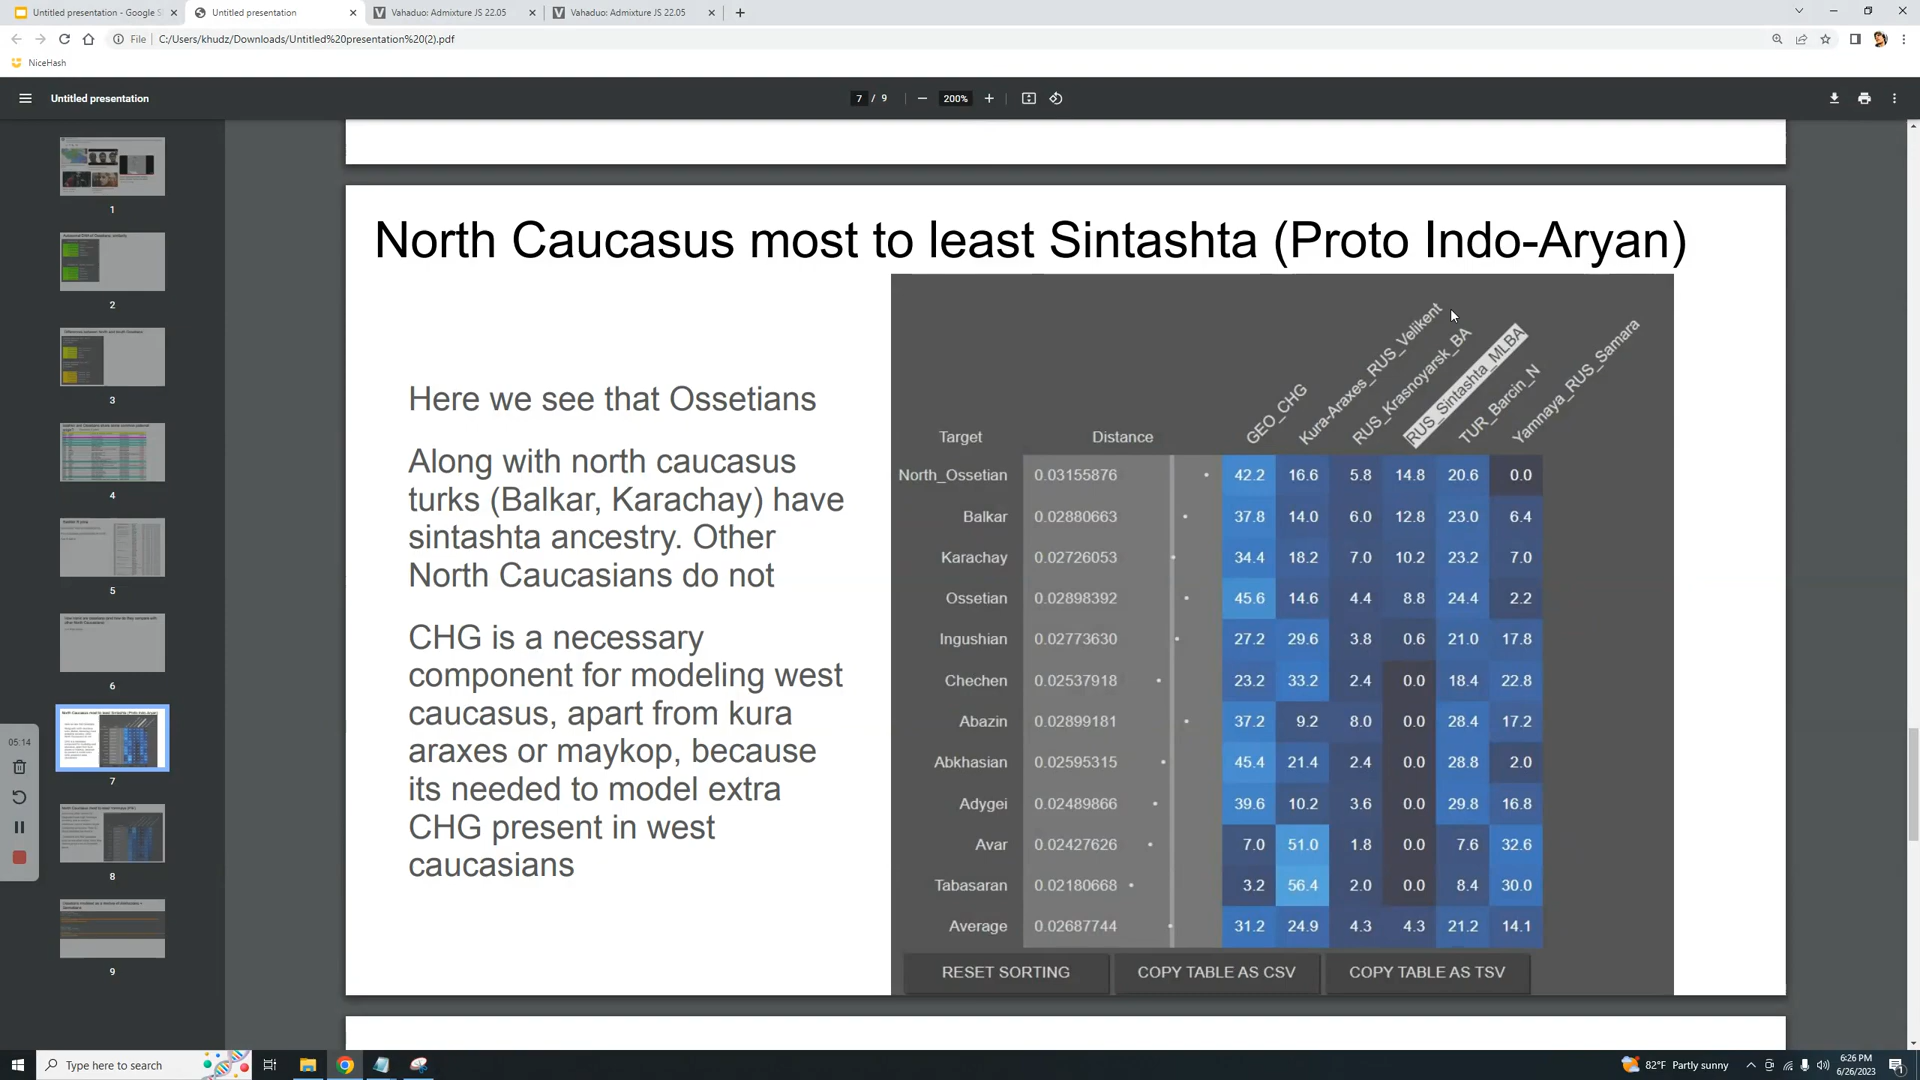 Untitled presentation - Google S
Untitled presentation
Vahaduo: Admixture JS 22.05
Vahaduo: Admixture JS 22.05
File
C:/Users/khudz/Downloads/Untitled%20presentation%20(2).pdf
NiceHash
Untitled presentation
7 / 9
200%
1
2
3
4
5
6
7
8
9
05:14
North Caucasus most to least Sintashta (Proto Indo-Aryan)
Here we see that Ossetians
Along with north caucasus
turks (Balkar, Karachay) have
sintashta ancestry. Other
North Caucasians do not
CHG is a necessary
component for modeling west
caucasus, apart from kura
araxes or maykop, because
its needed to model extra
CHG present in west
caucasians
Target Distance GEO_CHG Kura-Araxes_RUS_Velikent RUS_Krasnoyarsk_BA RUS_Sintashta_MLBA TUR_Barcin_N Yamnaya_RUS_Samara
North_Ossetian 0.03155876 42.2 16.6 5.8 14.8 20.6 0.0
Balkar 0.02880663 37.8 14.0 6.0 12.8 23.0 6.4
Karachay 0.02726053 34.4 18.2 7.0 10.2 23.2 7.0
Ossetian 0.02898392 45.6 14.6 4.4 8.8 24.4 2.2
Ingushian 0.02773630 27.2 29.6 3.8 0.6 21.0 17.8
Chechen 0.02537918 23.2 33.2 2.4 0.0 18.4 22.8
Abazin 0.02899181 37.2 9.2 8.0 0.0 28.4 17.2
Abkhasian 0.02595315 45.4 21.4 2.4 0.0 28.8 2.0
Adygei 0.02489866 39.6 10.2 3.6 0.0 29.8 16.8
Avar 0.02427626 7.0 51.0 1.8 0.0 7.6 32.6
Tabasaran 0.02180668 3.2 56.4 2.0 0.0 8.4 30.0
Average 0.02687744 31.2 24.9 4.3 4.3 21.2 14.1
RESET SORTING
COPY TABLE AS CSV
COPY TABLE AS TSV
Type here to search
82°F Partly sunny
6:26 PM
6/26/2023